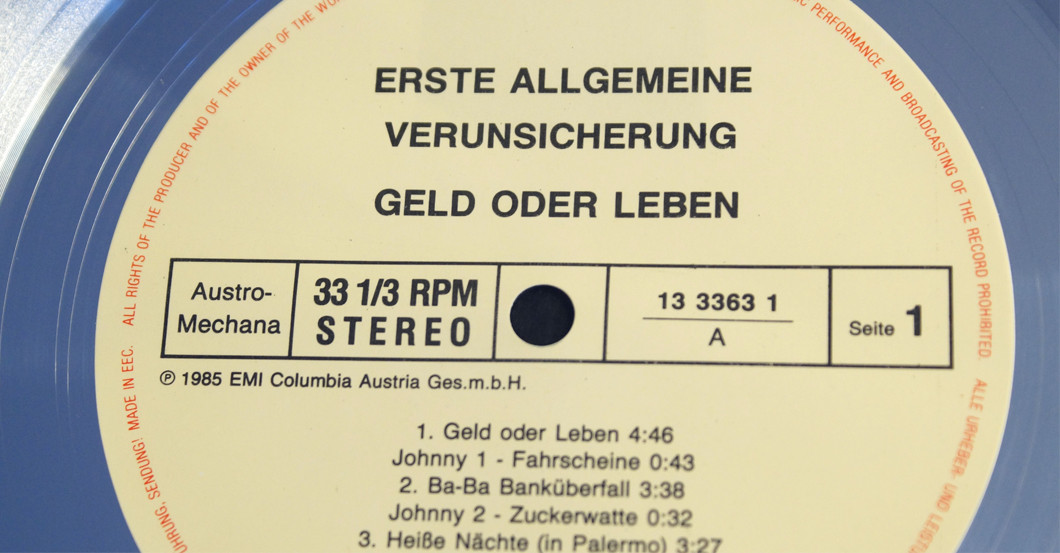 ERSTE ALLGEMEINE
VERUNSICHERUNG
GELD ODER LEBEN
Austro-
Mechana
33 1/3 RPM
STEREO
13 3363 1
A
Seite 1
℗ 1985 EMI Columbia Austria Ges.m.b.H.
1. Geld oder Leben 4:46
Johnny 1 - Fahrscheine 0:43
2. Ba-Ba Banküberfall 3:38
Johnny 2 - Zuckerwatte 0:32
3. Heiße Nächte (in Palermo) 3:27
SENDUNG! MADE IN EEC. ALL RIGHTS OF THE PRODUCER AND OF THE OWNER OF THE
PERFORMANCE AND BROADCASTING OF THE RECORD PROHIBITED. ALLE URHEBER- UND